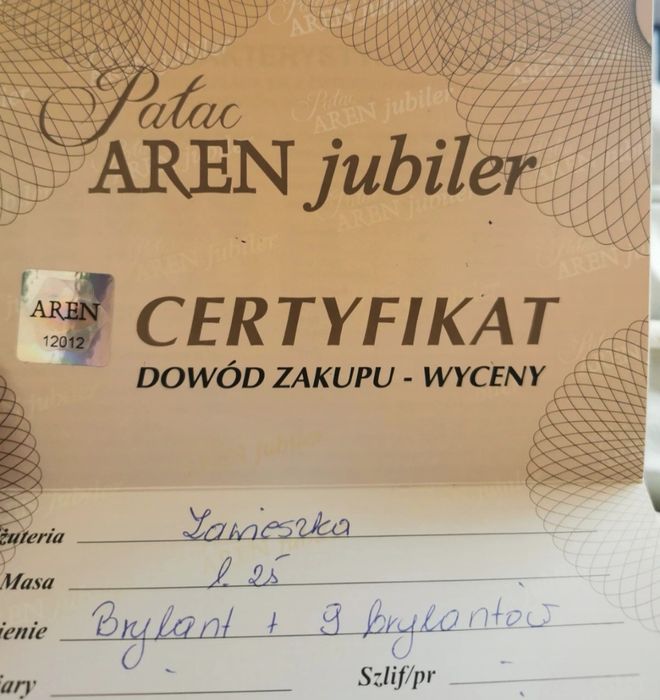 Pałac
AREN jubiler
AREN
12012
CERTYFIKAT
DOWÓD ZAKUPU - WYCENY
żuteria Zawieszka
Masa 1.25
ienie Brylant + 9 brylantów
iary
Szlif/pr